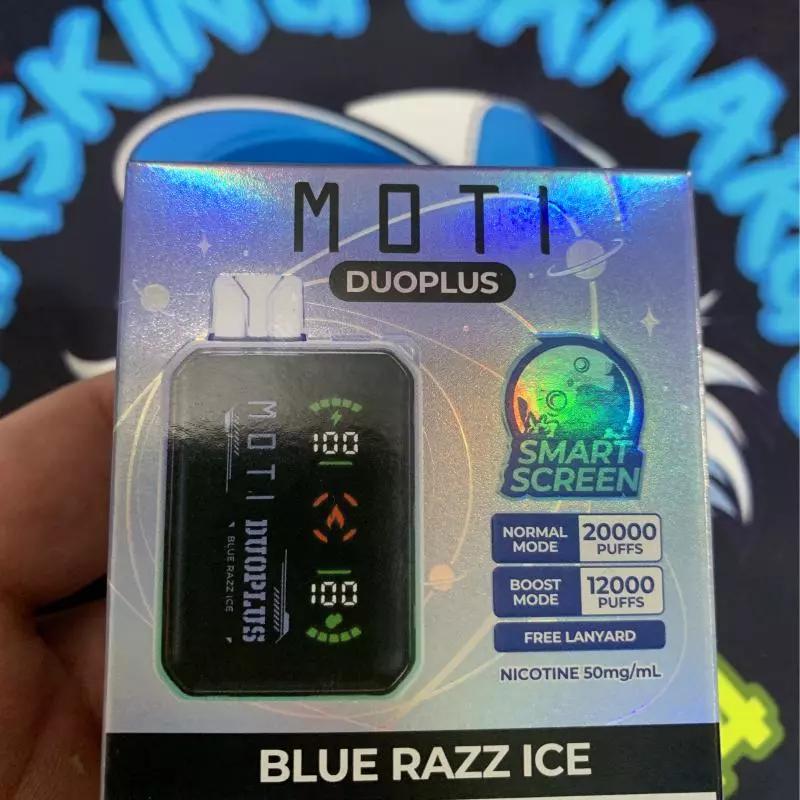 MOTI
DUOPLUS
100
MOTI
DUOPLUS
BLUE RAZZ ICE
100
SMART
SCREEN
NORMAL
MODE
20000
PUFFS
BOOST
MODE
12000
PUFFS
FREE LANYARD
NICOTINE 50mg/mL
BLUE RAZZ ICE